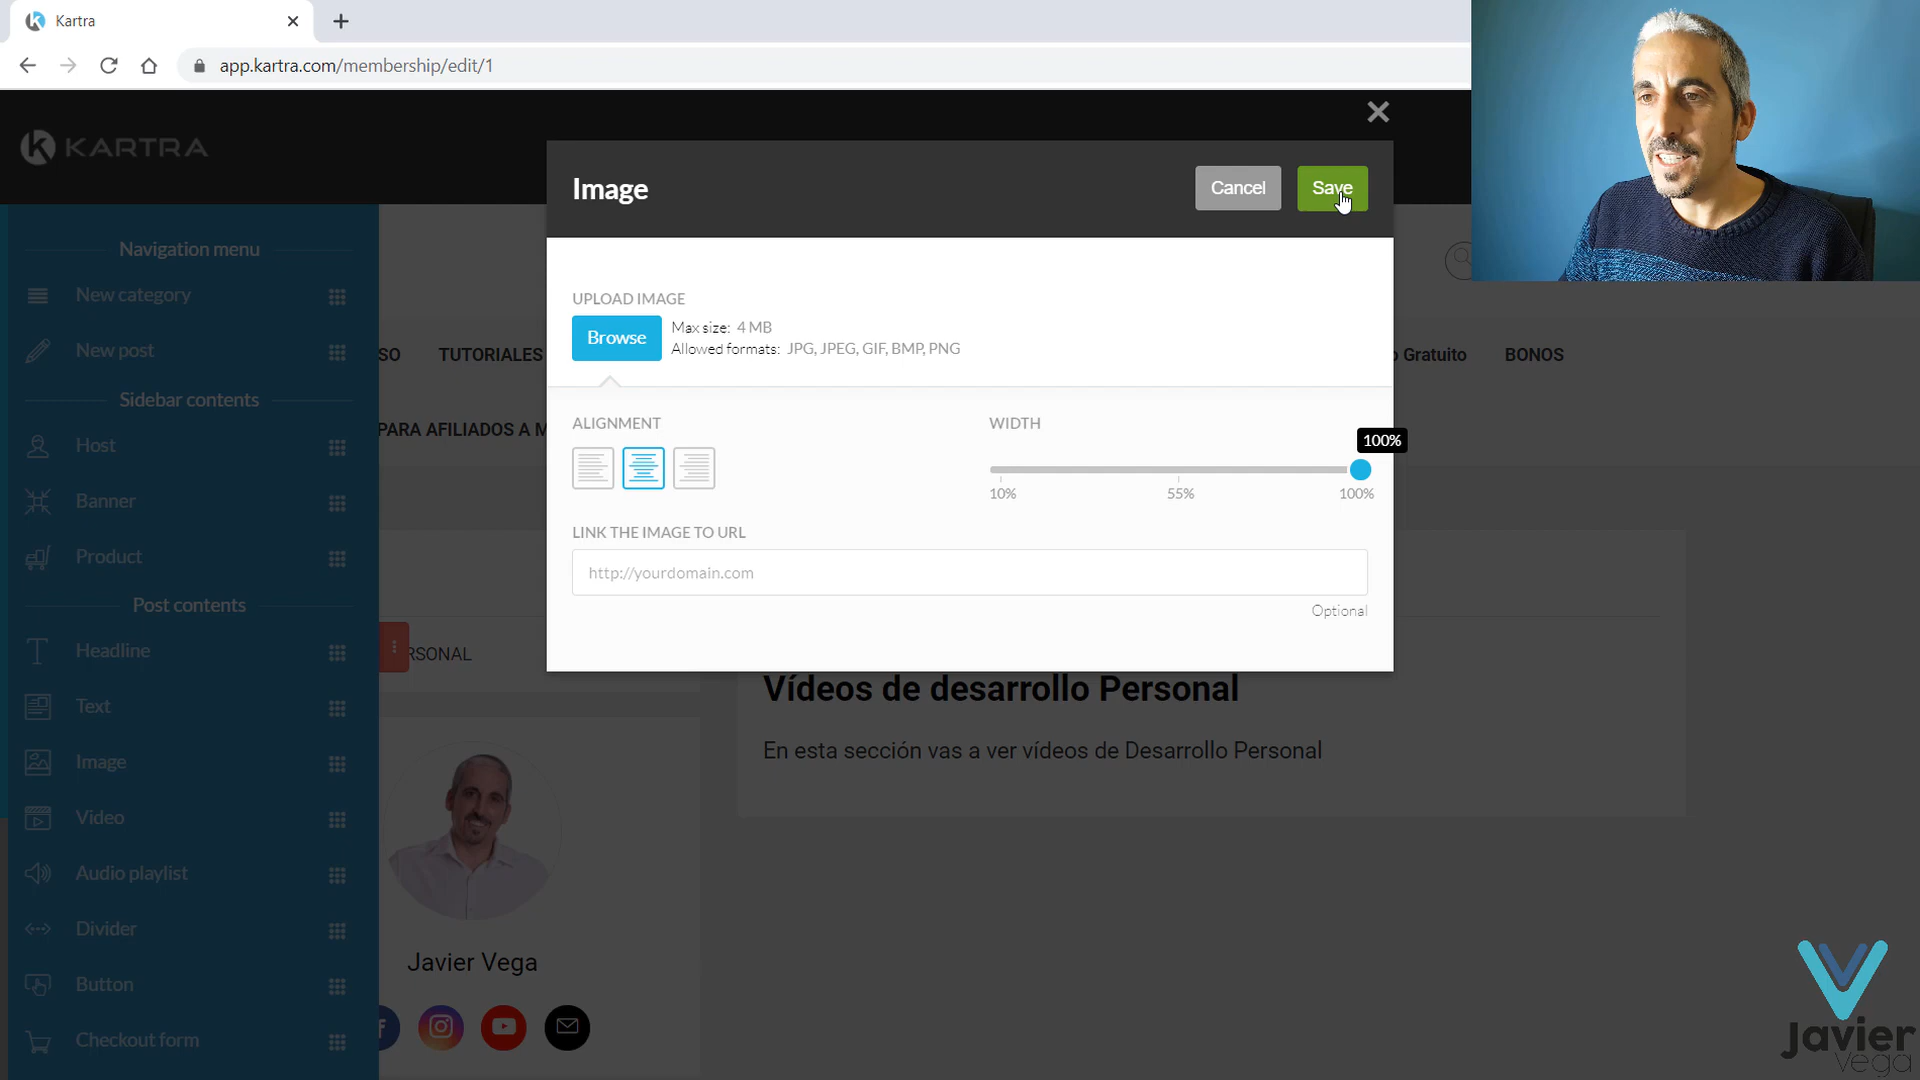 Kartra
app.kartra.com/membership/edit/1
KARTRA
Image
Cancel
Save
UPLOAD IMAGE
Browse
Max size: 4 MB
Allowed formats: JPG, JPEG, GIF, BMP, PNG
ALIGNMENT
WIDTH
100%
10%
55%
100%
LINK THE IMAGE TO URL
http://yourdomain.com
Optional
Navigation menu
New category
New post
Sidebar contents
Host
Banner
Product
Post contents
Headline
Text
Image
Video
Audio playlist
Divider
Button
Checkout form
SO TUTORIALES
o Gratuito BONOS
PARA AFILIADOS A M
RSONAL
Vídeos de desarrollo Personal
En esta sección vas a ver vídeos de Desarrollo Personal
Javier Vega
Javier
Vega